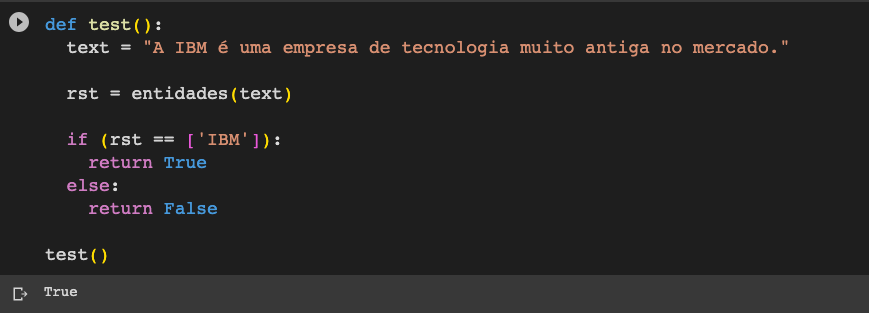 def test():
  text = "A IBM é uma empresa de tecnologia muito antiga no mercado."
  rst = entidades(text)
  if (rst == ['IBM']):
    return True
  else:
    return False
test()
True